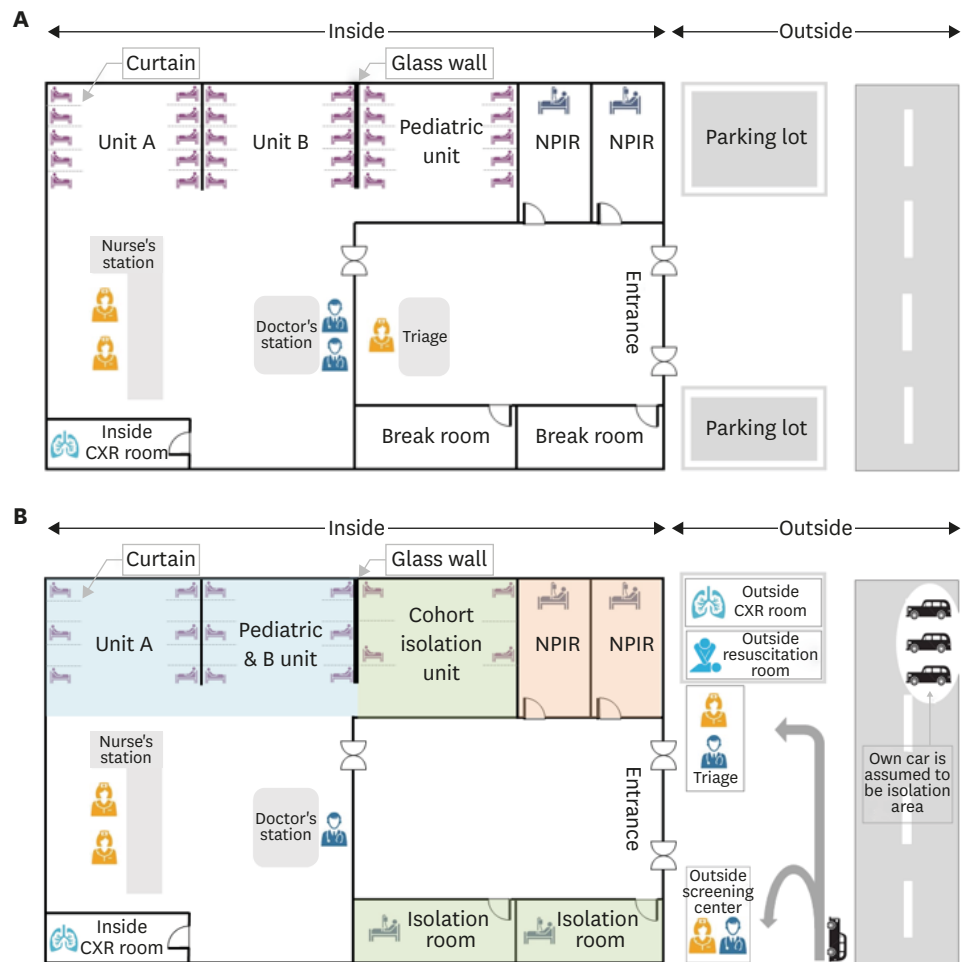 A
Inside
Outside
Curtain
Glass wall
Unit A
Unit B
Pediatric
unit
NPIR
NPIR
Parking lot
Nurse's
station
Doctor's
station
Triage
Entrance
Inside
CXR room
Break room
Break room
Parking lot
B
Inside
Outside
Curtain
Glass wall
Unit A
Pediatric
& B unit
Cohort
isolation
unit
NPIR
NPIR
Outside
CXR room
Outside
resuscitation
room
Triage
Own car is
assumed to
be isolation
area
Nurse's
station
Doctor's
station
Entrance
Outside
screening
center
Inside
CXR room
Isolation
room
Isolation
room